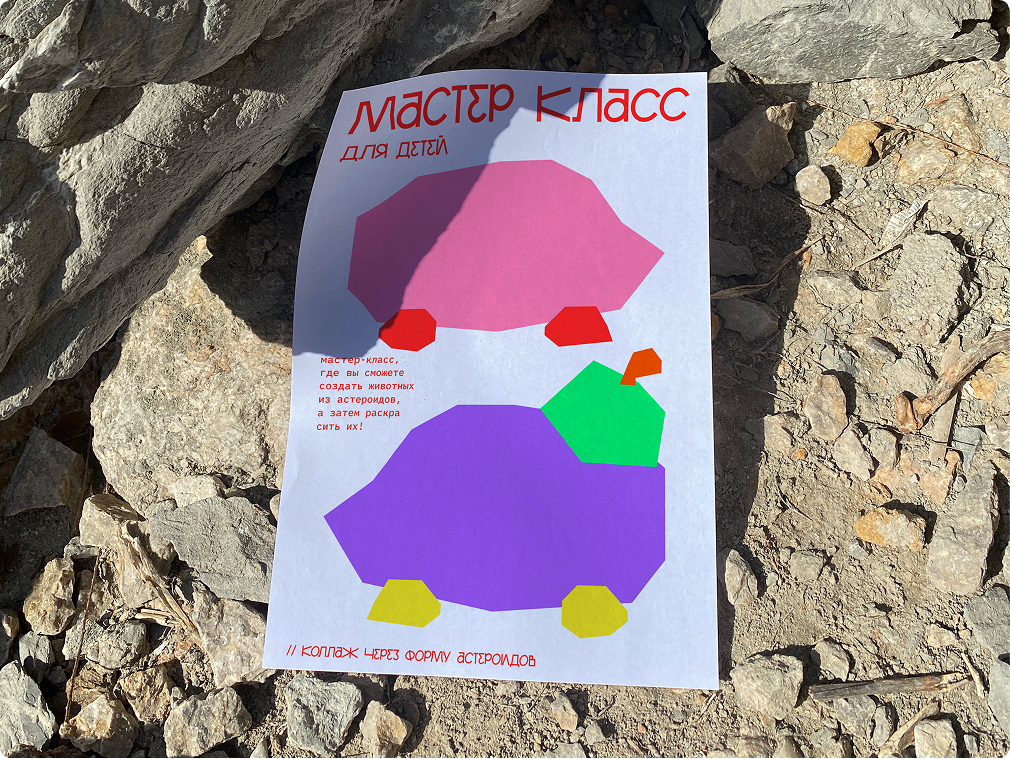 Мастер Класс
для детей
мастер-класс,
где вы сможете
создать животных
из астероидов,
а затем раскра
сить их!
// коллаж через форму астероидов